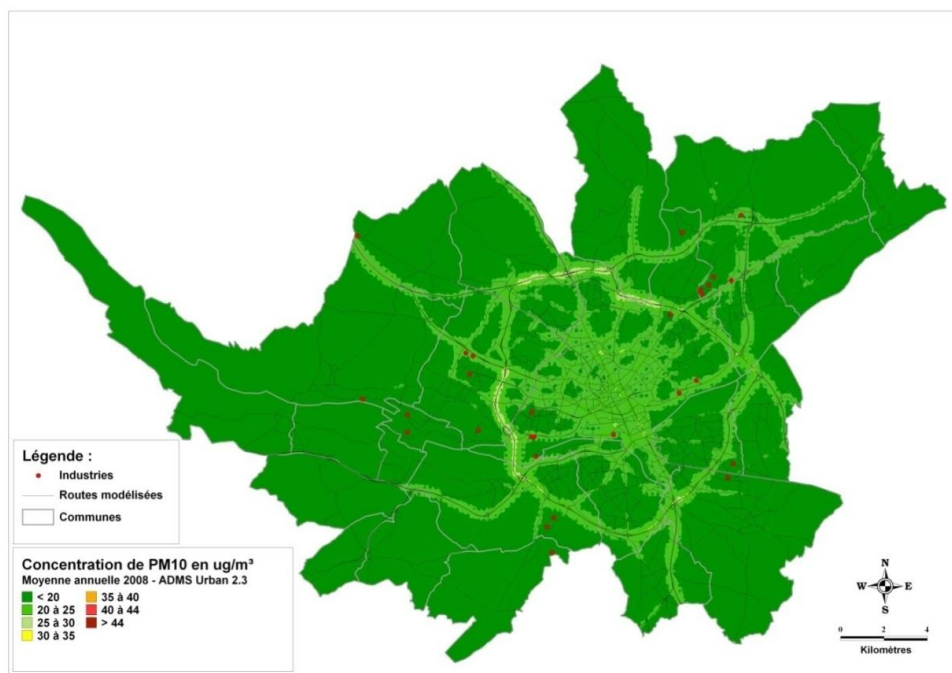 Légende :
Industries
Routes modélisées
Communes
Concentration de PM10 en ug/m³
Moyenne annuelle 2008 - ADMS Urban 2.3
< 20
20 à 25
25 à 30
30 à 35
35 à 40
40 à 44
> 44
N
W E
S
0 2 4
Kilomètres